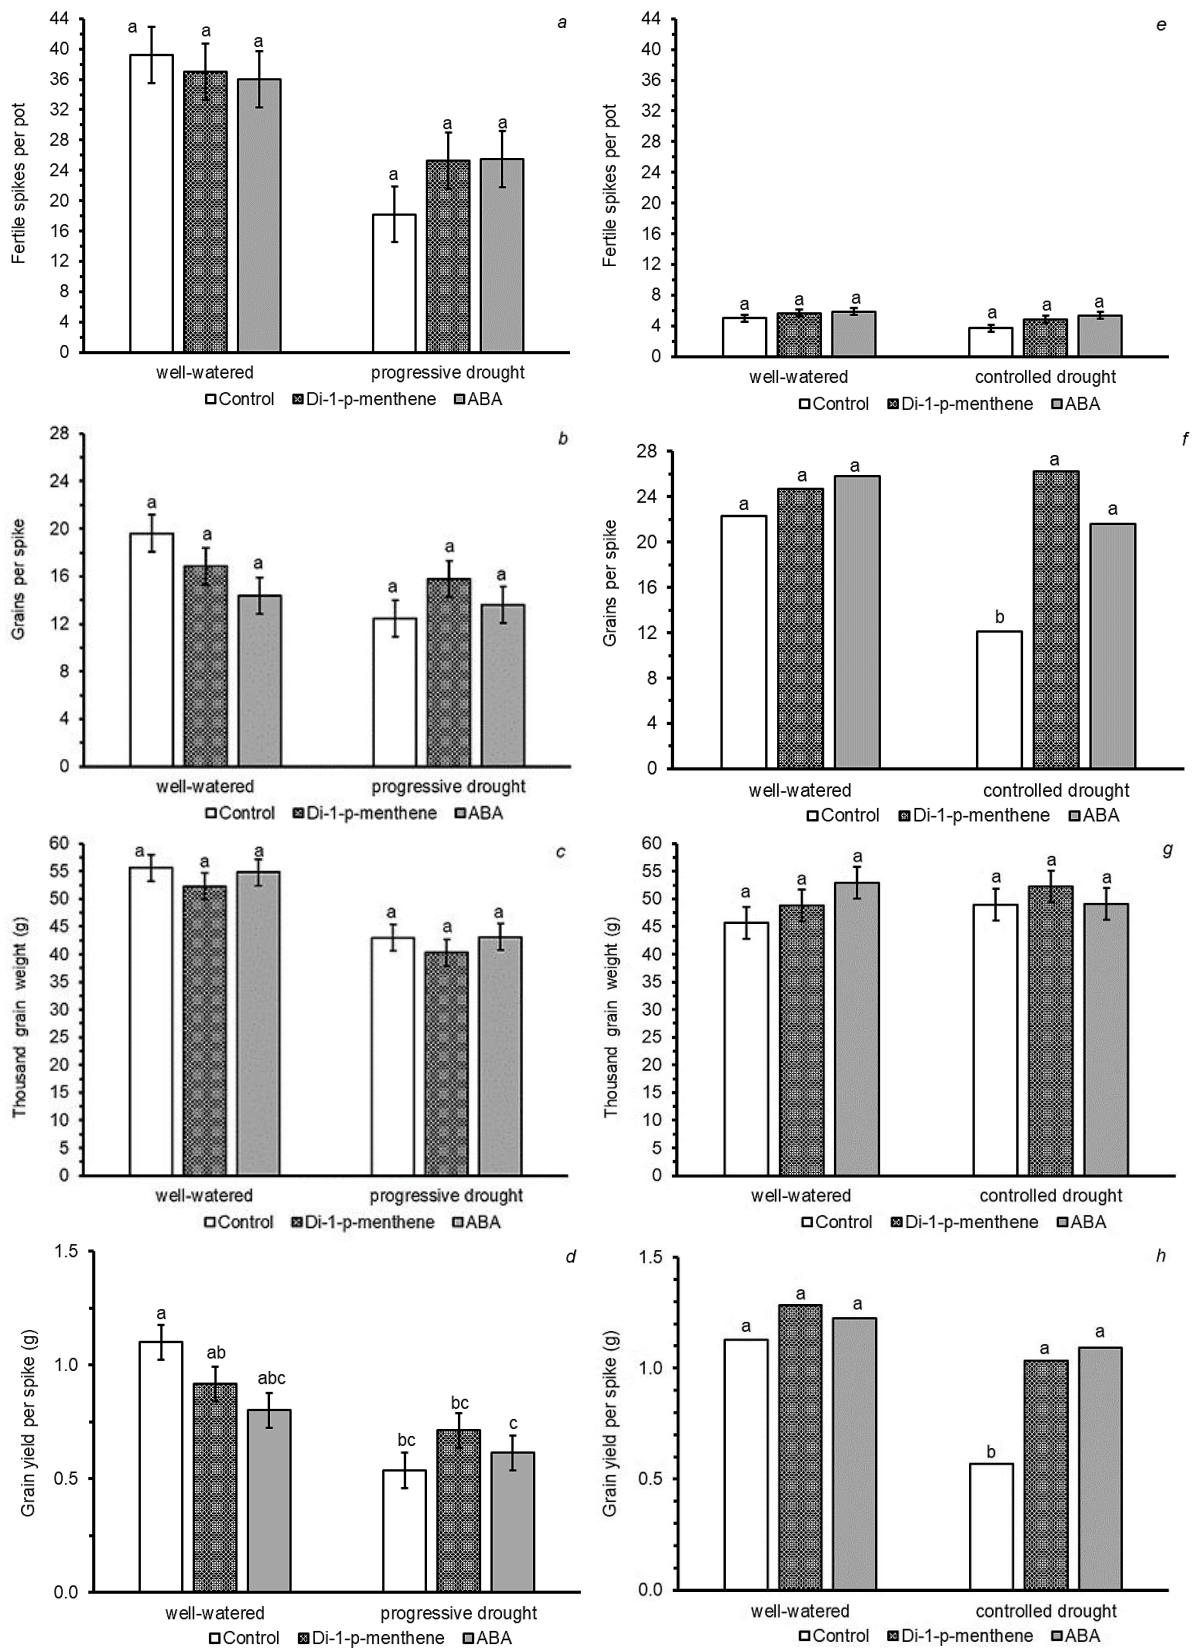 a
Fertile spikes per pot
44
40
36
32
28
24
20
16
12
8
4
0
a a a a a a
well-watered progressive drought
Control Di-1-p-menthene ABA
e
Fertile spikes per pot
44
40
36
32
28
24
20
16
12
8
4
0
a a a a a a
well-watered controlled drought
Control Di-1-p-menthene ABA
b
Grains per spike
28
24
20
16
12
8
4
0
a a a a a a
well-watered progressive drought
Control Di-1-p-menthene ABA
f
Grains per spike
28
24
20
16
12
8
4
0
a a a b a a
well-watered controlled drought
Control Di-1-p-menthene ABA
c
Thousand grain weight (g)
60
55
50
45
40
35
30
25
20
15
10
5
0
a a a a a a
well-watered progressive drought
Control Di-1-p-menthene ABA
g
Thousand grain weight (g)
60
55
50
45
40
35
30
25
20
15
10
5
0
a a a a a a
well-watered controlled drought
Control Di-1-p-menthene ABA
d
Grain yield per spike (g)
1.5
1.0
0.5
0.0
a ab abc bc bc c
well-watered progressive drought
Control Di-1-p-menthene ABA
h
Grain yield per spike (g)
1.5
1.0
0.5
0.0
a a a b a a
well-watered controlled drought
Control Di-1-p-menthene ABA